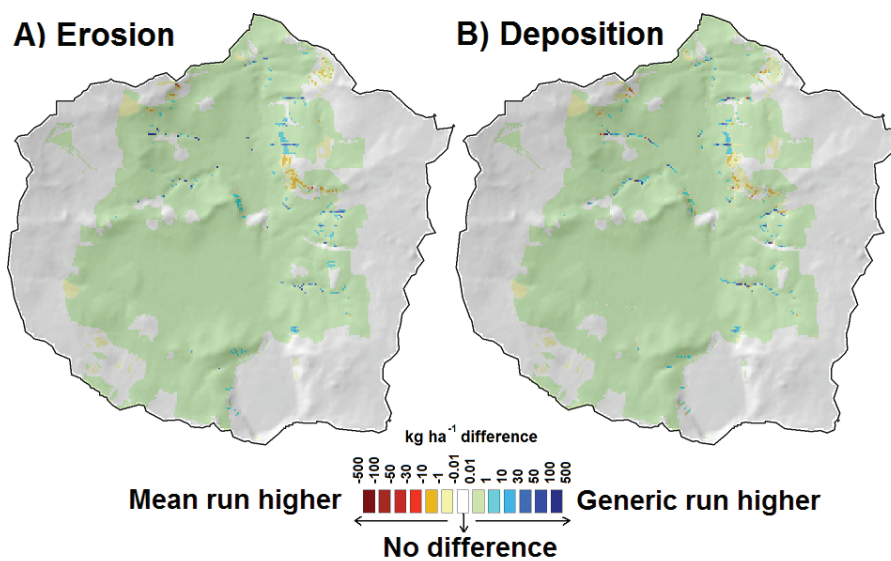 A) Erosion
B) Deposition
kg ha⁻¹ difference
-500 -100 -50 -30 -10 -1 -0.01 0.01 1 10 30 50 100 500
Mean run higher
Generic run higher
No difference